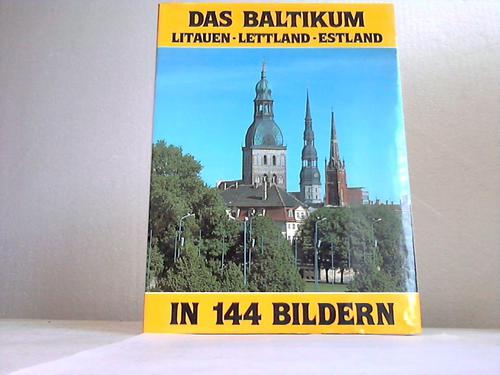 DAS BALTIKUM
LITAUEN · LETTLAND · ESTLAND
IN 144 BILDERN